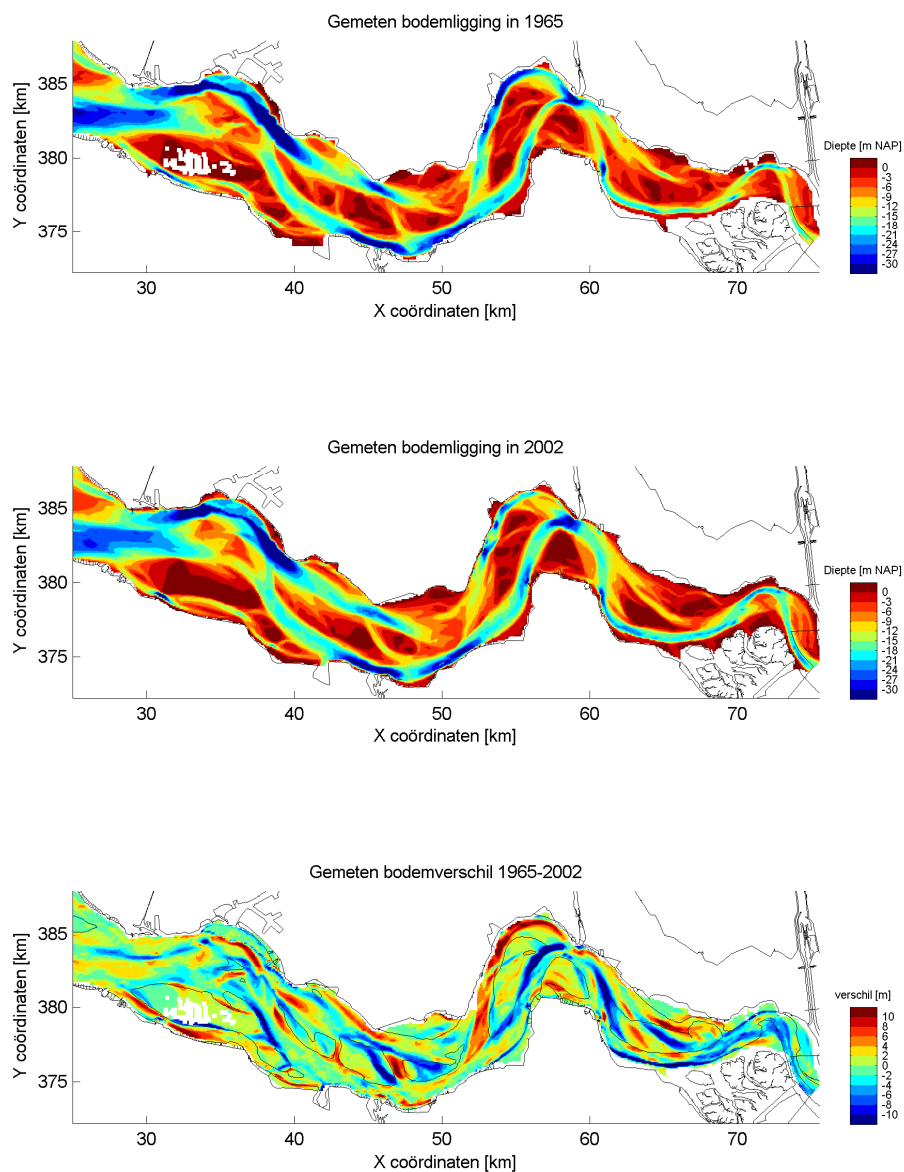 Gemeten bodemligging in 1965
Y coördinaten [km]
385
380
375
30 40 50 60 70
X coördinaten [km]
Diepte [m NAP]
0
-3
-6
-9
-12
-15
-18
-21
-24
-27
-30
Gemeten bodemligging in 2002
Y coördinaten [km]
385
380
375
30 40 50 60 70
X coördinaten [km]
Diepte [m NAP]
0
-3
-6
-9
-12
-15
-18
-21
-24
-27
-30
Gemeten bodemverschil 1965-2002
Y coördinaten [km]
385
380
375
30 40 50 60 70
X coördinaten [km]
verschil [m]
10
8
6
4
2
0
-2
-4
-6
-8
-10